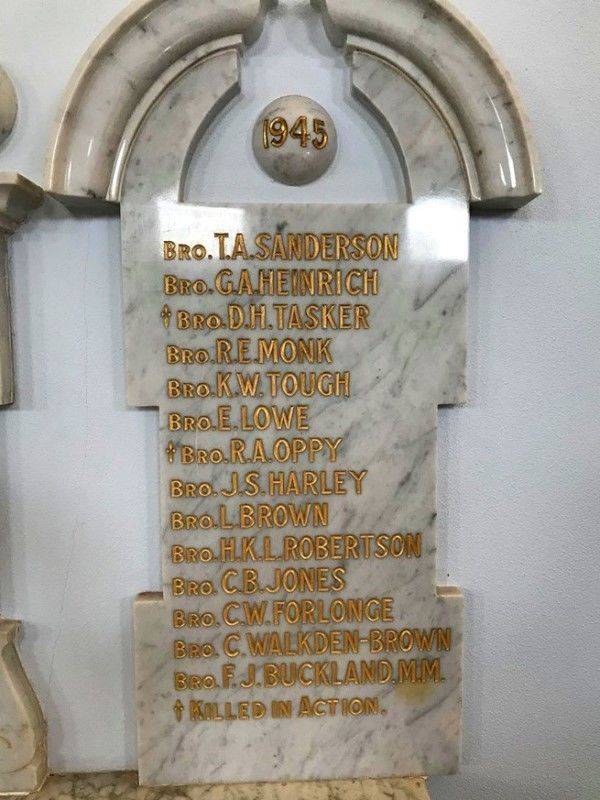 1945
BRO. T.A. SANDERSON
BRO. G.A. HEINRICH
† BRO. D.H. TASKER
BRO. R.E. MONK
BRO. K.W. TOUGH
BRO. E. LOWE
† BRO. R.A. OPPY
BRO. J.S. HARLEY
BRO. L. BROWN
BRO. H.K.L. ROBERTSON
BRO. C.B. JONES
BRO. C.W. FORLONGE
BRO. C. WALKDEN-BROWN
BRO. F.J. BUCKLAND, M.M.
† KILLED IN ACTION.